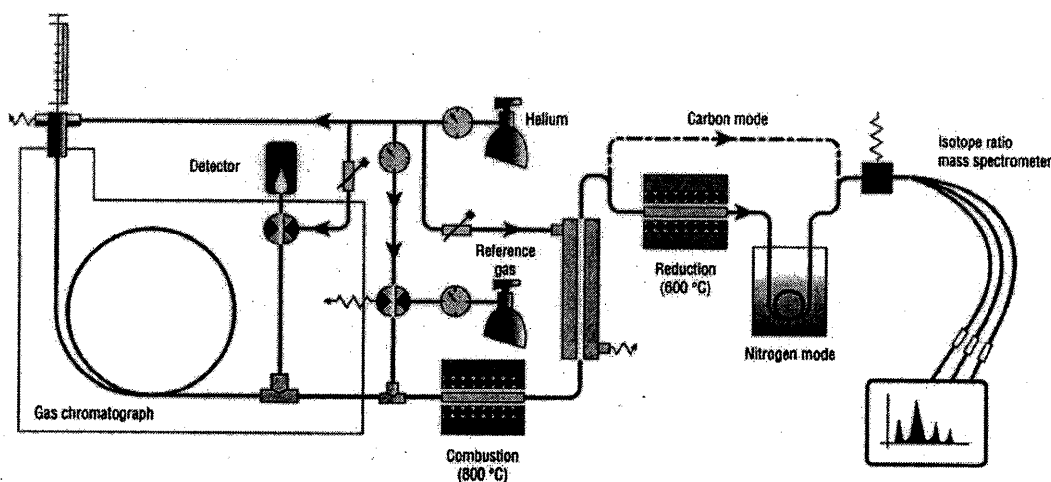 Helium
Carbon mode
Isotope ratio
mass spectrometer
Detector
Reference
gas
Reduction
(600 °C)
Nitrogen mode
Gas chromatograph
Combustion
(800 °C)